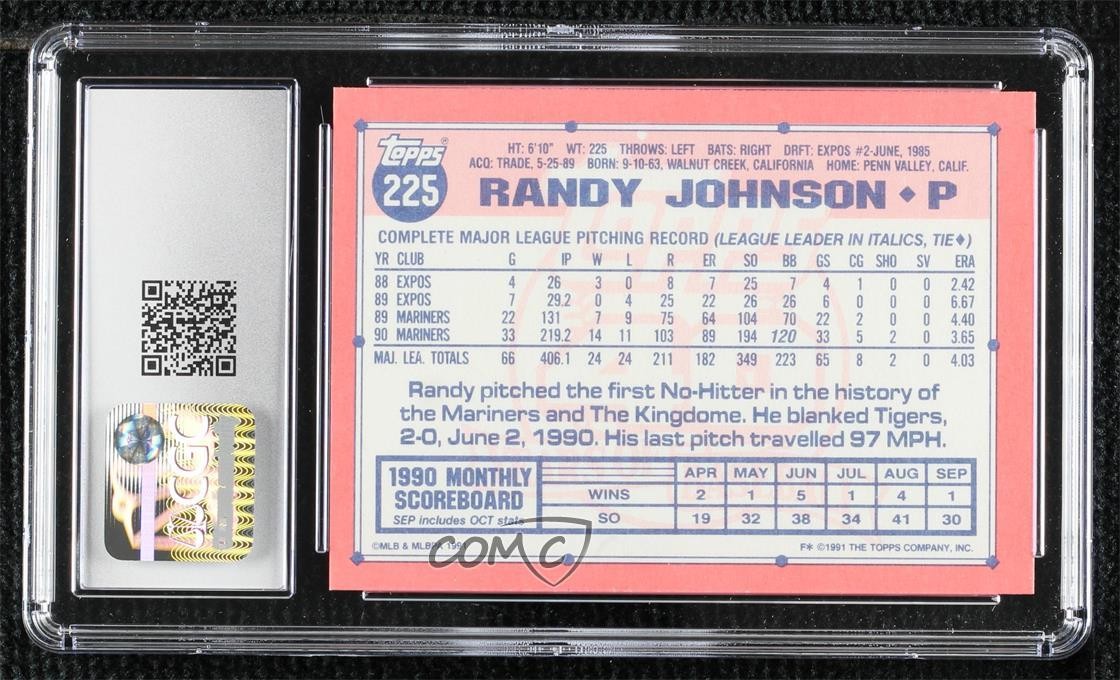 TOPPS®
225
HT: 6'10" WT: 225 THROWS: LEFT BATS: RIGHT DRFT: EXPOS #2-JUNE, 1985
ACQ: TRADE, 5-25-89 BORN: 9-10-63, WALNUT CREEK, CALIFORNIA HOME: PENN VALLEY, CALIF.
RANDY JOHNSON ♦ P
COMPLETE MAJOR LEAGUE PITCHING RECORD (LEAGUE LEADER IN ITALICS, TIE♦)
YR CLUB G IP W L R ER SO BB GS CG SHO SV ERA
88 EXPOS 4 26 3 0 8 7 25 7 4 1 0 0 2.42
89 EXPOS 7 29.2 0 4 25 22 26 26 6 0 0 0 6.67
89 MARINERS 22 131 7 9 75 64 104 70 22 2 0 0 4.40
90 MARINERS 33 219.2 14 11 103 89 194 120 33 5 2 0 3.65
MAJ. LEA. TOTALS 66 406.1 24 24 211 182 349 223 65 8 2 0 4.03
Randy pitched the first No-Hitter in the history of
the Mariners and The Kingdome. He blanked Tigers,
2-0, June 2, 1990. His last pitch travelled 97 MPH.
1990 MONTHLY
SCOREBOARD
SEP includes OCT stats
APR MAY JUN JUL AUG SEP
WINS 2 1 5 1 4 1
SO 19 32 38 34 41 30
©MLB & MLBPA 199
F* ©1991 THE TOPPS COMPANY, INC.
COMC
CGC